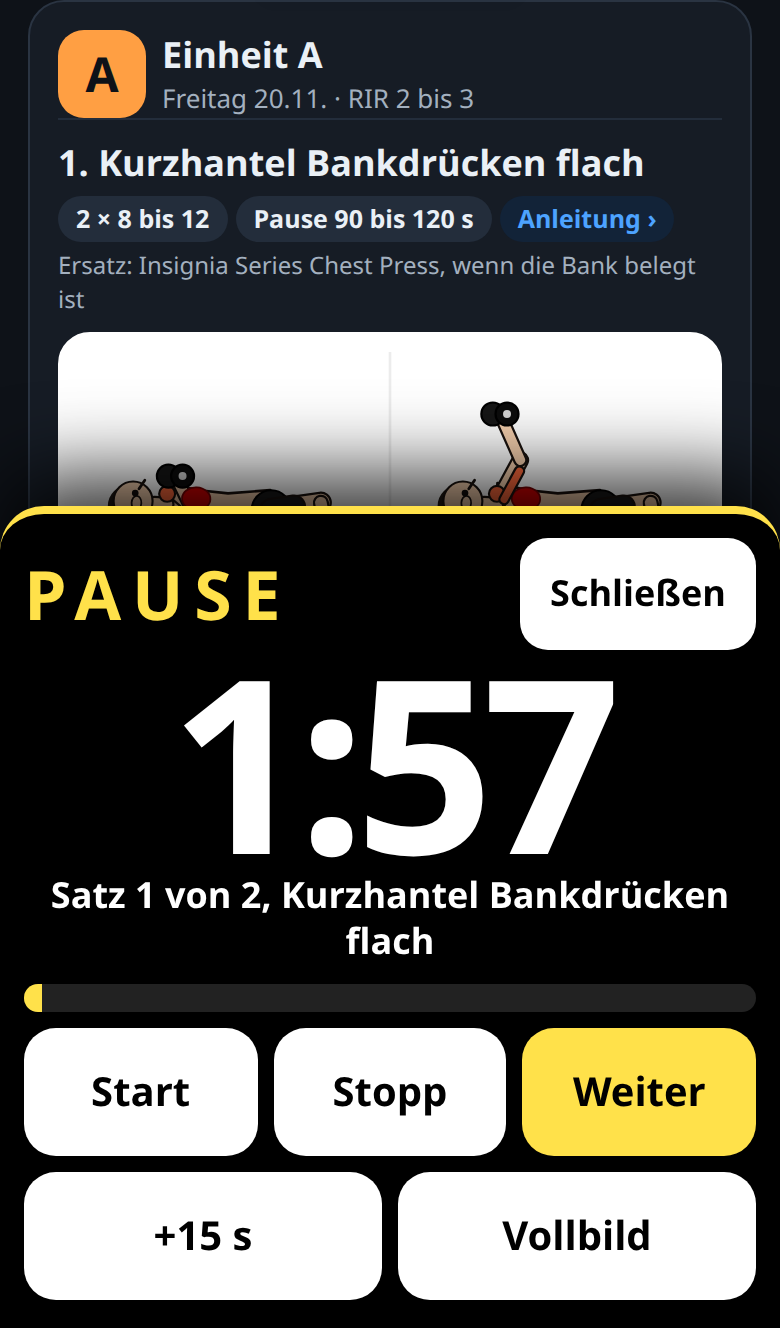 A
Einheit A
Freitag 20.11. · RIR 2 bis 3
1. Kurzhantel Bankdrücken flach
2 × 8 bis 12
Pause 90 bis 120 s
Anleitung ›
Ersatz: Insignia Series Chest Press, wenn die Bank belegt
ist
PAUSE
Schließen
1:57
Satz 1 von 2, Kurzhantel Bankdrücken
flach
Start
Stopp
Weiter
+15 s
Vollbild